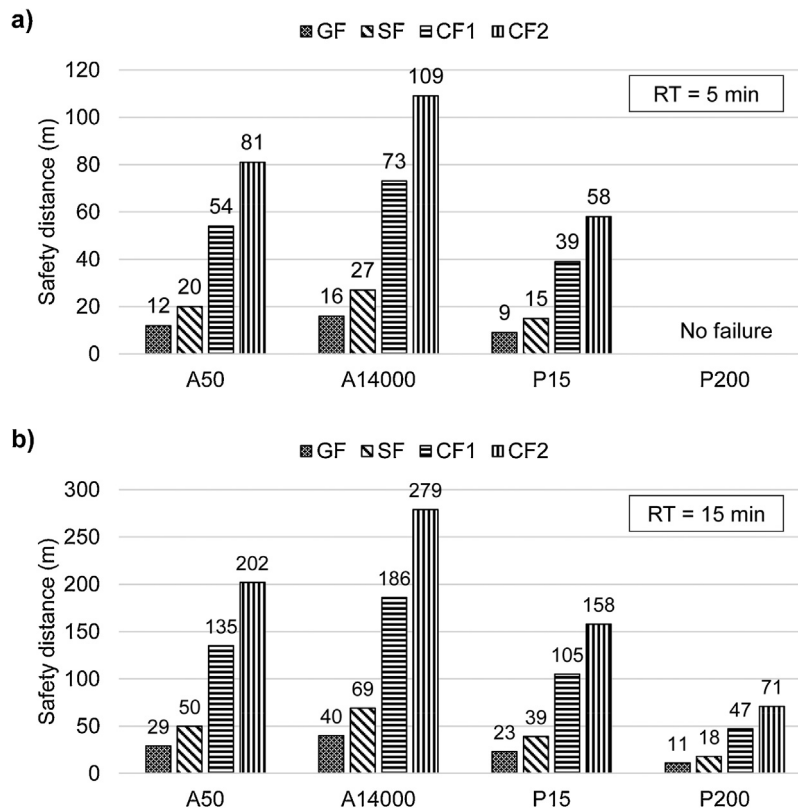 a)
GF SF CF1 CF2
RT = 5 min
Safety distance (m)
120
100
80
60
40
20
0
12 20 54 81
16 27 73 109
9 15 39 58
No failure
A50 A14000 P15 P200
b)
GF SF CF1 CF2
RT = 15 min
Safety distance (m)
300
250
200
150
100
50
0
29 50 135 202
40 69 186 279
23 39 105 158
11 18 47 71
A50 A14000 P15 P200